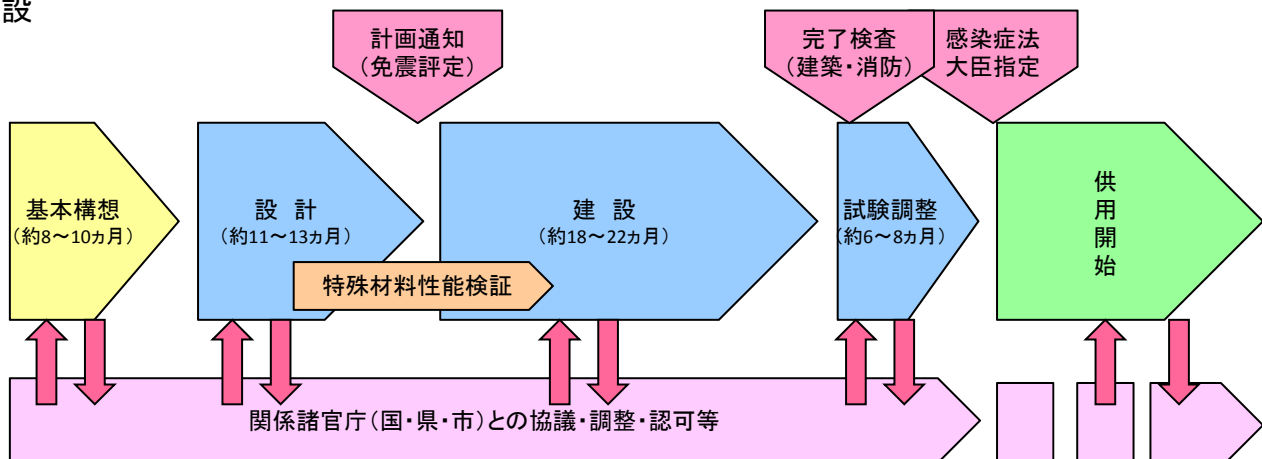 設
計画通知
（免震評定）
完了検査
（建築・消防）
感染症法
大臣指定
基本構想
（約8～10ヵ月）
設 計
（約11～13ヵ月）
建 設
（約18～22ヵ月）
試験調整
（約6～8ヵ月）
供用開始
特殊材料性能検証
関係諸官庁（国・県・市）との協議・調整・認可等